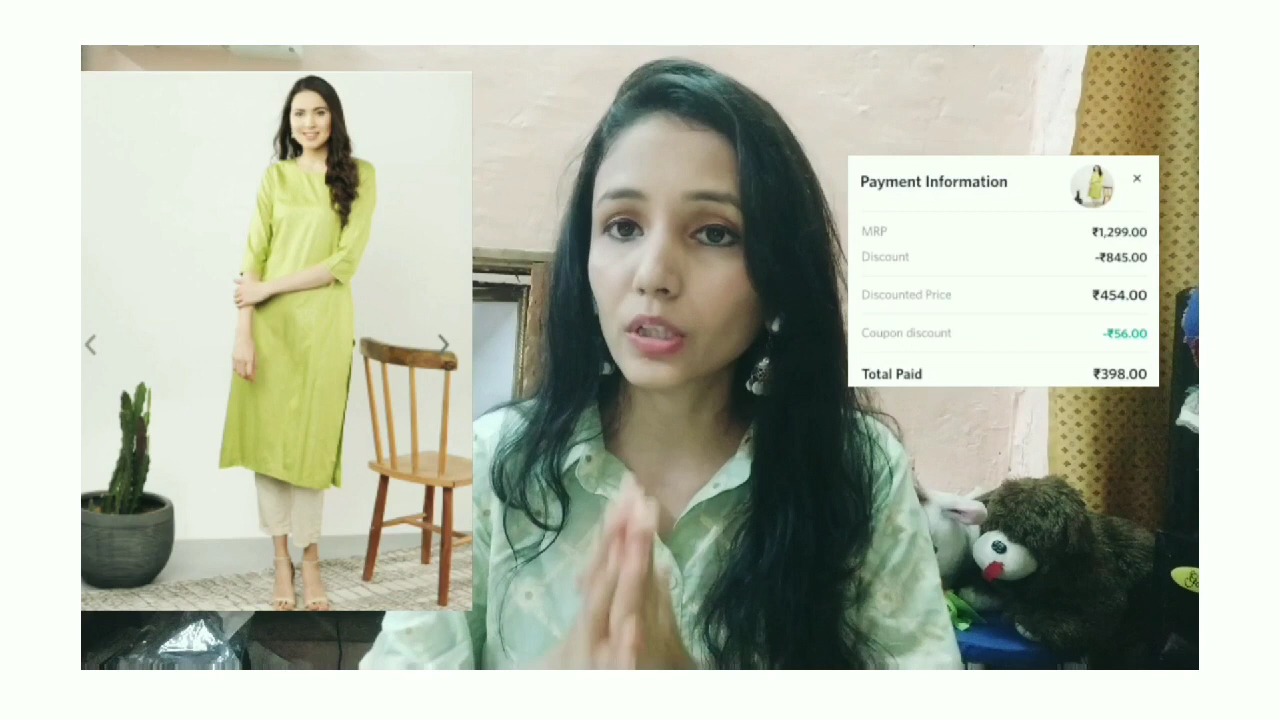 Payment Information
MRP ₹1,299.00
Discount -₹845.00
Discounted Price ₹454.00
Coupon discount -₹56.00
Total Paid ₹398.00